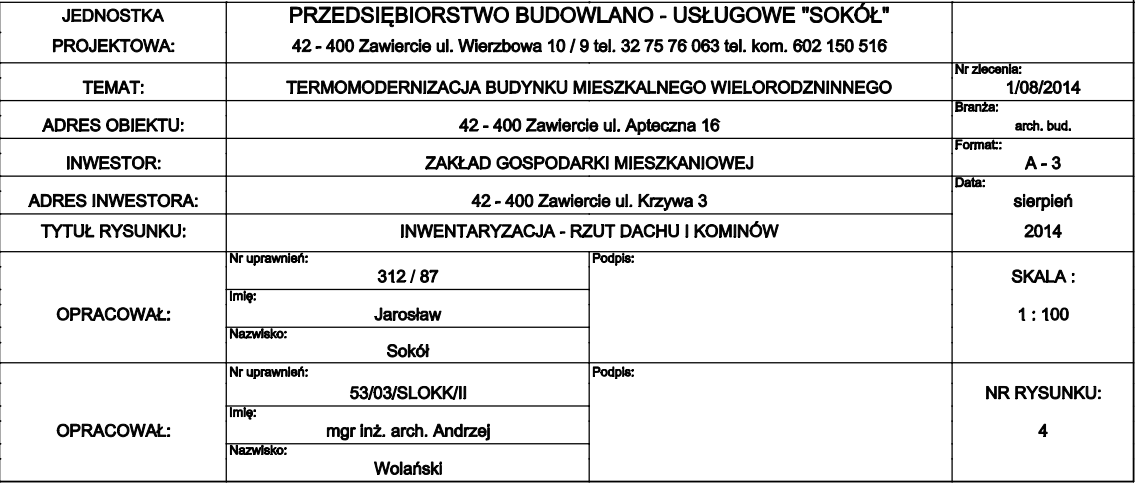 JEDNOSTKA PRZEDSIĘBIORSTWO BUDOWLANO - USŁUGOWE "SOKÓŁ"
PROJEKTOWA: 42 - 400 Zawiercie ul. Wierzbowa 10 / 9 tel. 32 75 76 063 tel. kom. 602 150 516
Nr zlecenia:
TEMAT: TERMOMODERNIZACJA BUDYNKU MIESZKALNEGO WIELORODZNINNEGO 1/08/2014
Branża:
ADRES OBIEKTU: 42 - 400 Zawiercie ul. Apteczna 16 arch. bud.
Format::
INWESTOR: ZAKŁAD GOSPODARKI MIESZKANIOWEJ A - 3
Data:
ADRES INWESTORA: 42 - 400 Zawiercie ul. Krzywa 3 sierpień
TYTUŁ RYSUNKU: INWENTARYZACJA - RZUT DACHU I KOMINÓW 2014
Nr uprawnień: Podpis:
312 / 87 SKALA :
Imię:
OPRACOWAŁ: Jarosław 1 : 100
Nazwisko:
Sokół
Nr uprawnień: Podpis:
53/03/SLOKK/II NR RYSUNKU:
Imię:
OPRACOWAŁ: mgr inż. arch. Andrzej 4
Nazwisko:
Wolański